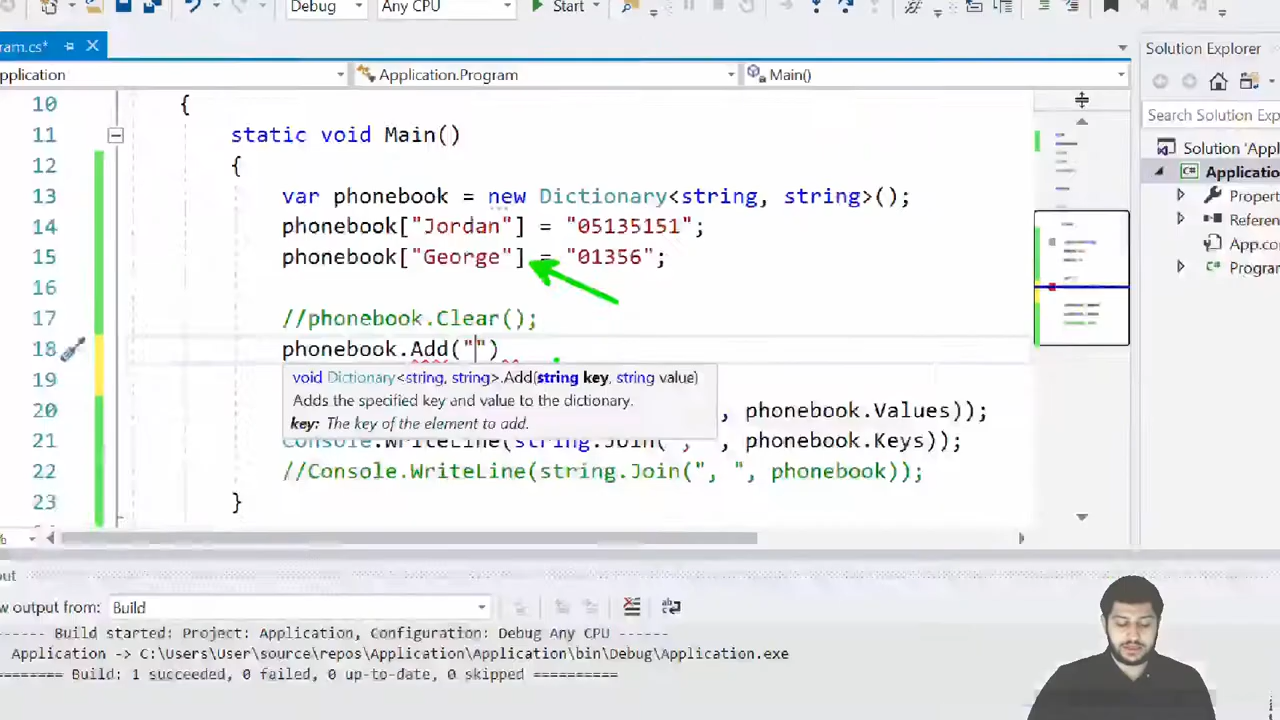 Debug Any CPU Start
ram.cs*
pplication Application.Program Main()
Solution Explorer
Search Solution Exp
Solution 'Appl
Applicatio
Propert
Referen
App.co
Progran
10 {
11 static void Main()
12 {
13 var phonebook = new Dictionary<string, string>();
14 phonebook["Jordan"] = "05135151";
15 phonebook["George"] = "01356";
16
17 //phonebook.Clear();
18 phonebook.Add("")
19 void Dictionary<string, string>.Add(string key, string value)
Adds the specified key and value to the dictionary.
key: The key of the element to add.
20 , phonebook.Values));
21 Console.WriteLine(string.Join(", ", phonebook.Keys));
22 //Console.WriteLine(string.Join(", ", phonebook));
23 }
%
out
w output from: Build
------ Build started: Project: Application, Configuration: Debug Any CPU ------
Application -> C:\Users\User\source\repos\Application\Application\bin\Debug\Application.exe
======== Build: 1 succeeded, 0 failed, 0 up-to-date, 0 skipped ==========